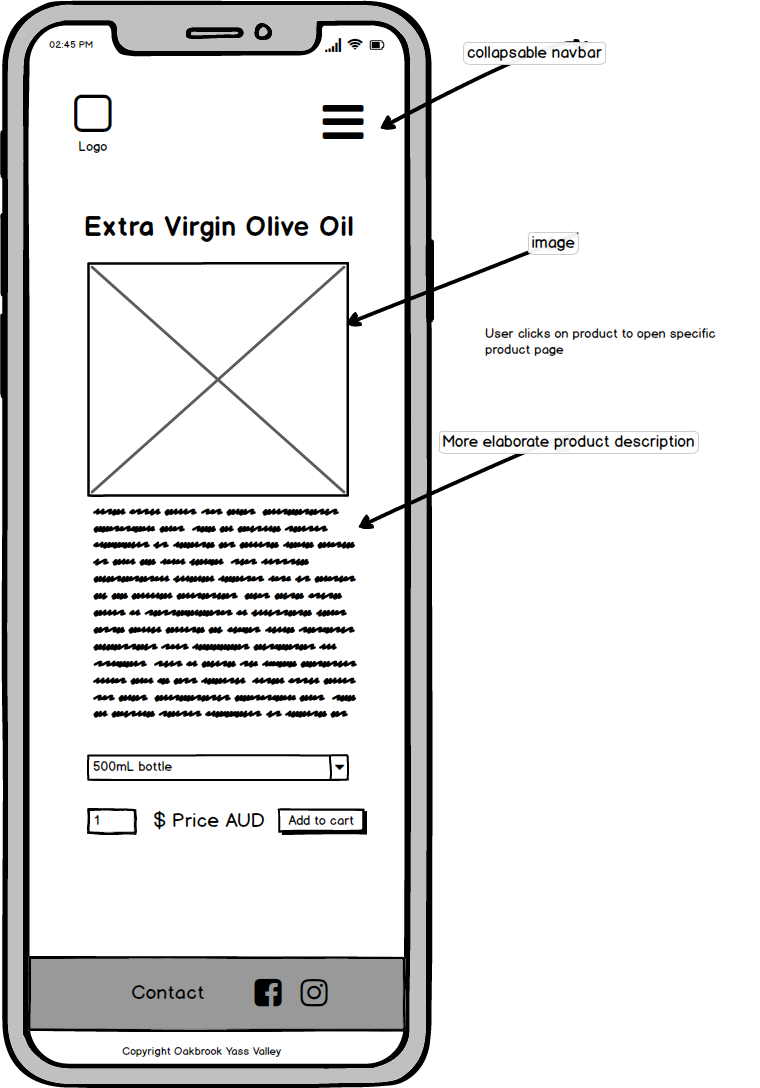 02:45 PM
collapsable navbar
Logo
Extra Virgin Olive Oil
image
User clicks on product to open specific
product page
More elaborate product description
500mL bottle
1
$ Price AUD
Add to cart
Contact
Copyright Oakbrook Yass Valley